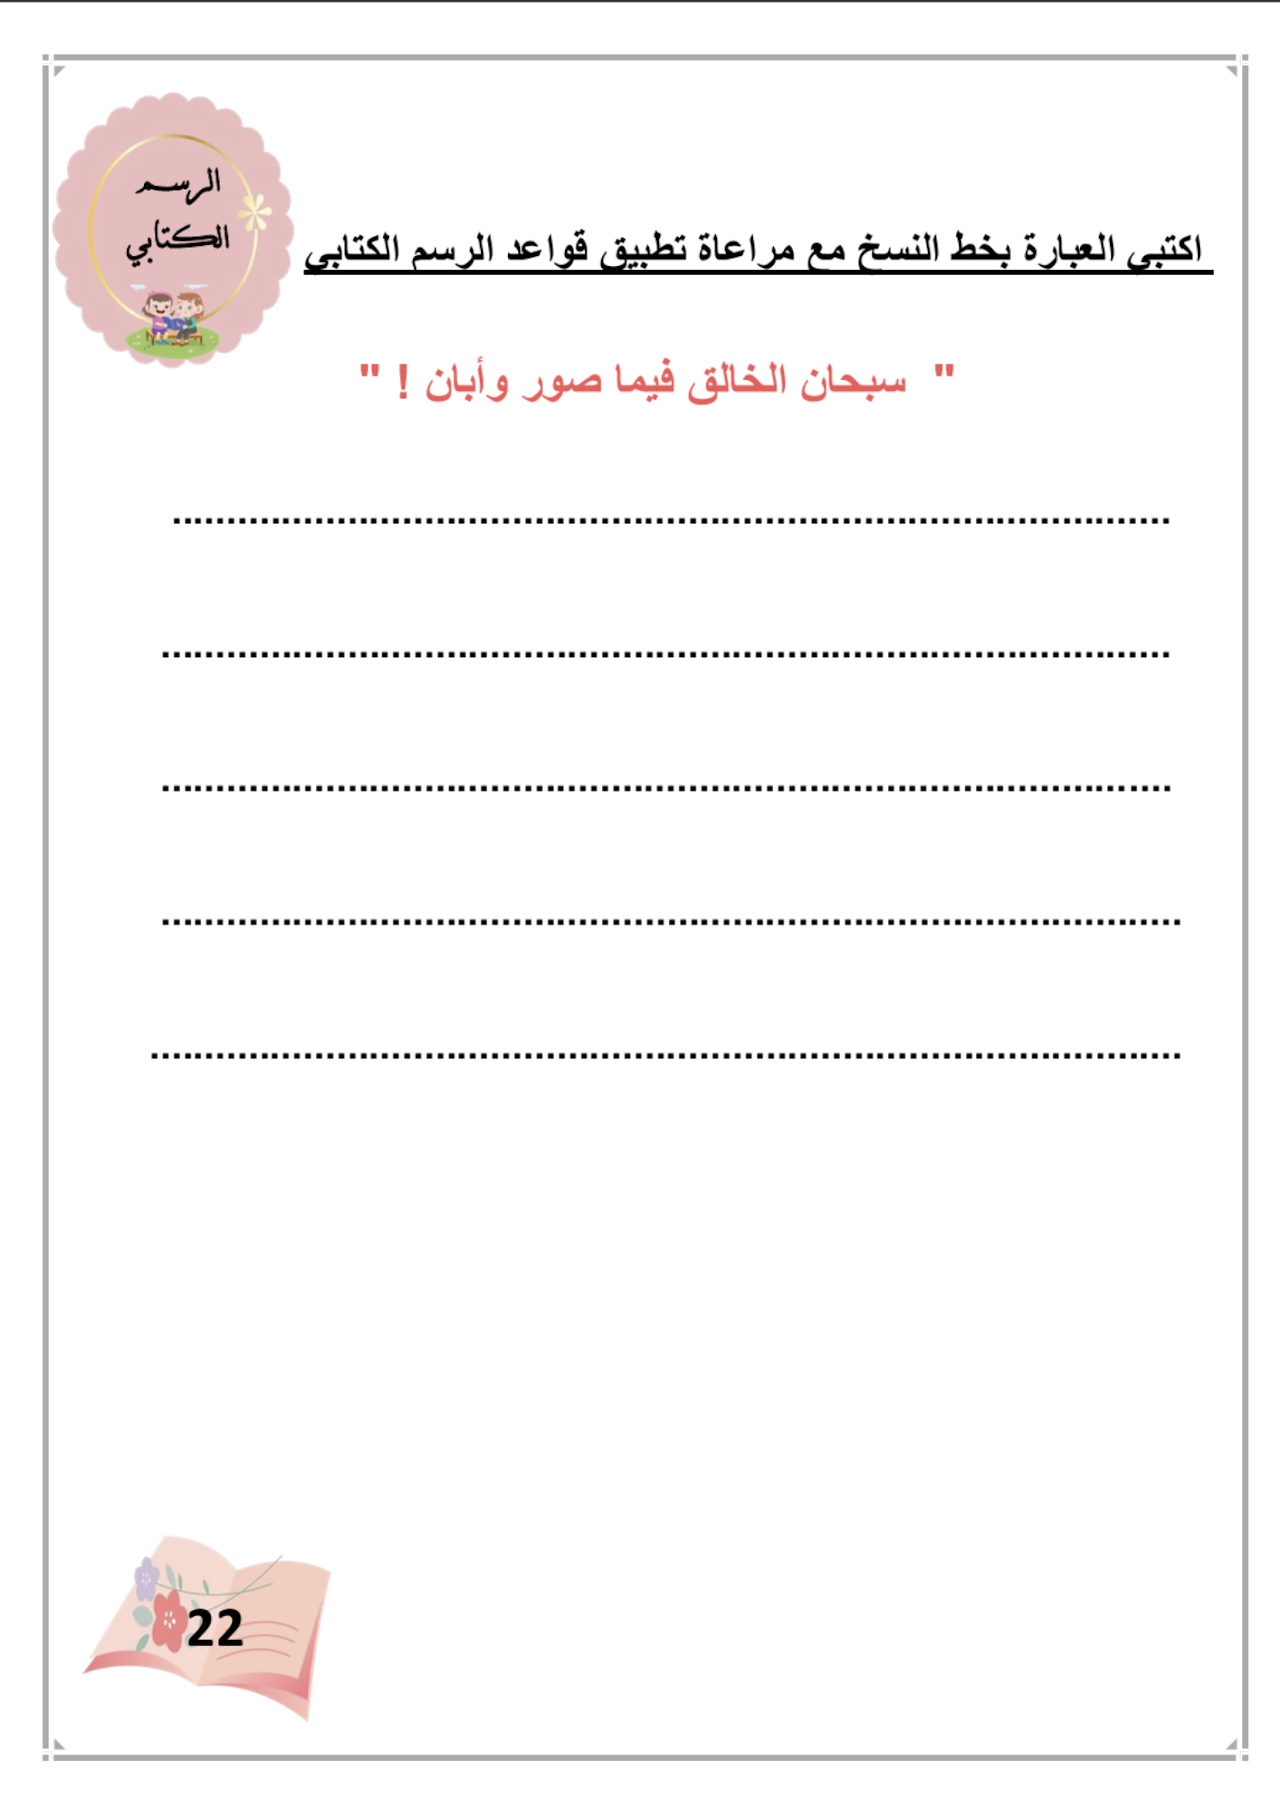 الرسم
الكتابي
اكتبي العبارة بخط النسخ مع مراعاة تطبيق قواعد الرسم الكتابي
" سبحان الخالق فيما صور وأبان ! "
...........................................................................................
............................................................................................
............................................................................................
.............................................................................................
..............................................................................................
22